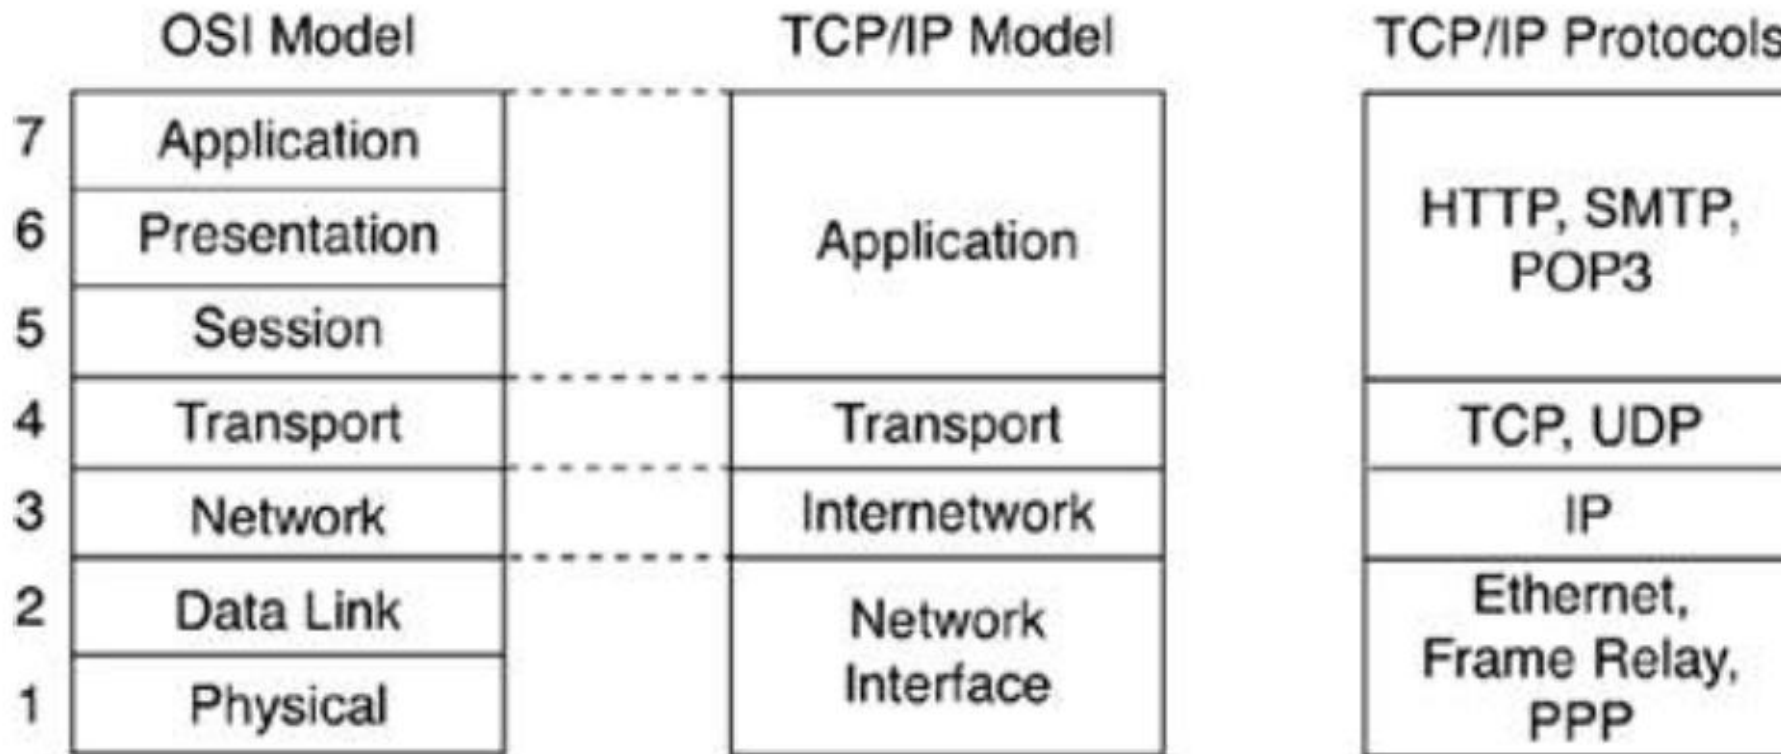 OSI Model
TCP/IP Model
TCP/IP Protocols
7
Application
6
Presentation
5
Session
4
Transport
3
Network
2
Data Link
1
Physical
Application
Transport
Internetwork
Network
Interface
HTTP, SMTP,
POP3
TCP, UDP
IP
Ethernet,
Frame Relay,
PPP